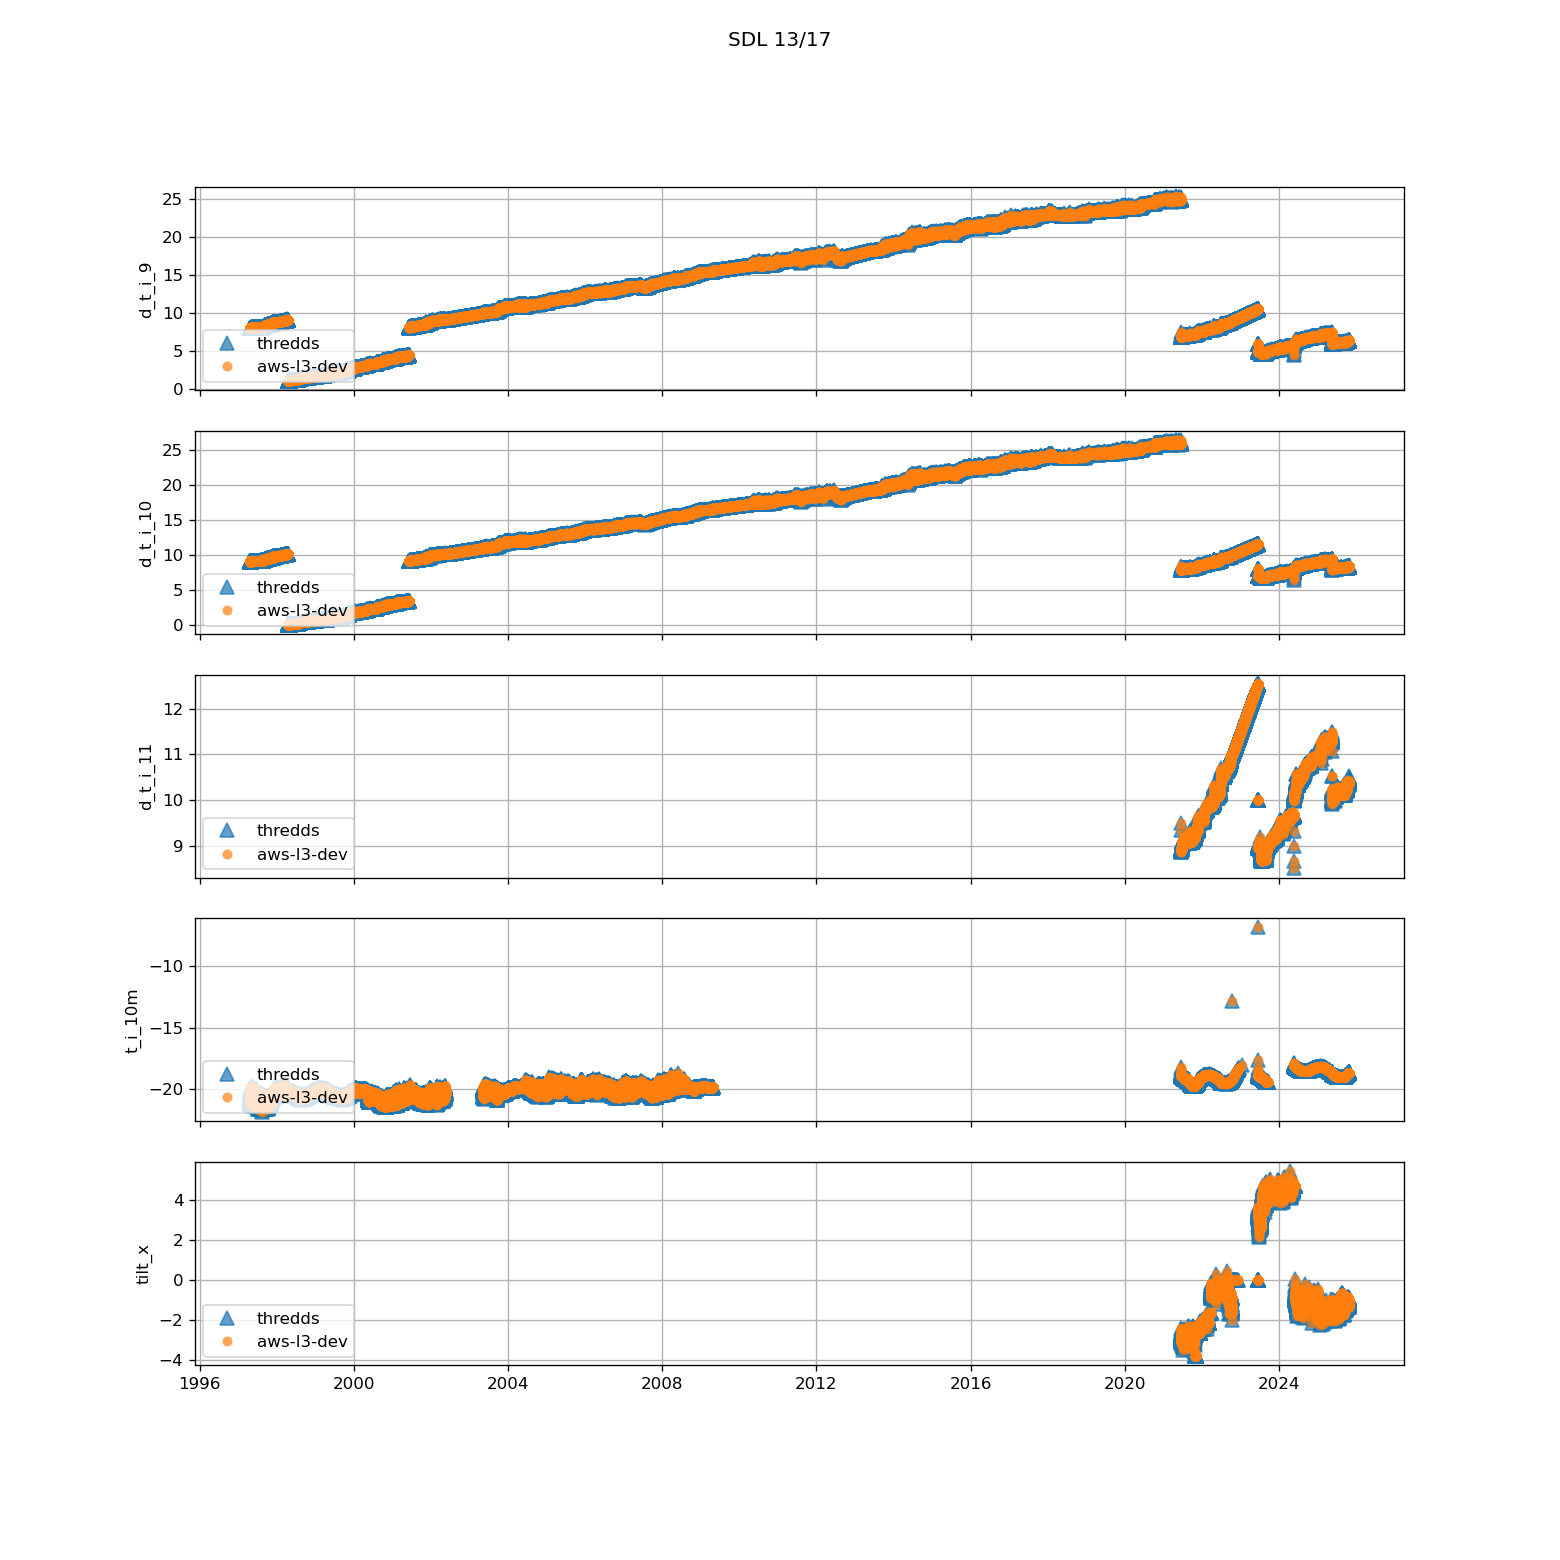 SDL 13/17
25
20
15
10
5
0
d_t_i_9
thredds
aws-l3-dev
25
20
15
10
5
0
d_t_i_10
thredds
aws-l3-dev
12
11
10
9
d_t_i_11
thredds
aws-l3-dev
−10
−15
−20
t_i_10m
thredds
aws-l3-dev
4
2
0
−2
−4
tilt_x
thredds
aws-l3-dev
1996 2000 2004 2008 2012 2016 2020 2024